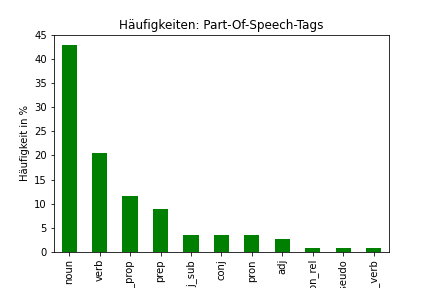 Häufigkeiten: Part-Of-Speech-Tags
Häufigkeit in %
45
40
35
30
25
20
15
10
5
0
noun
verb
_prop
prep
j_sub
conj
pron
adj
on_rel
seudo
_verb